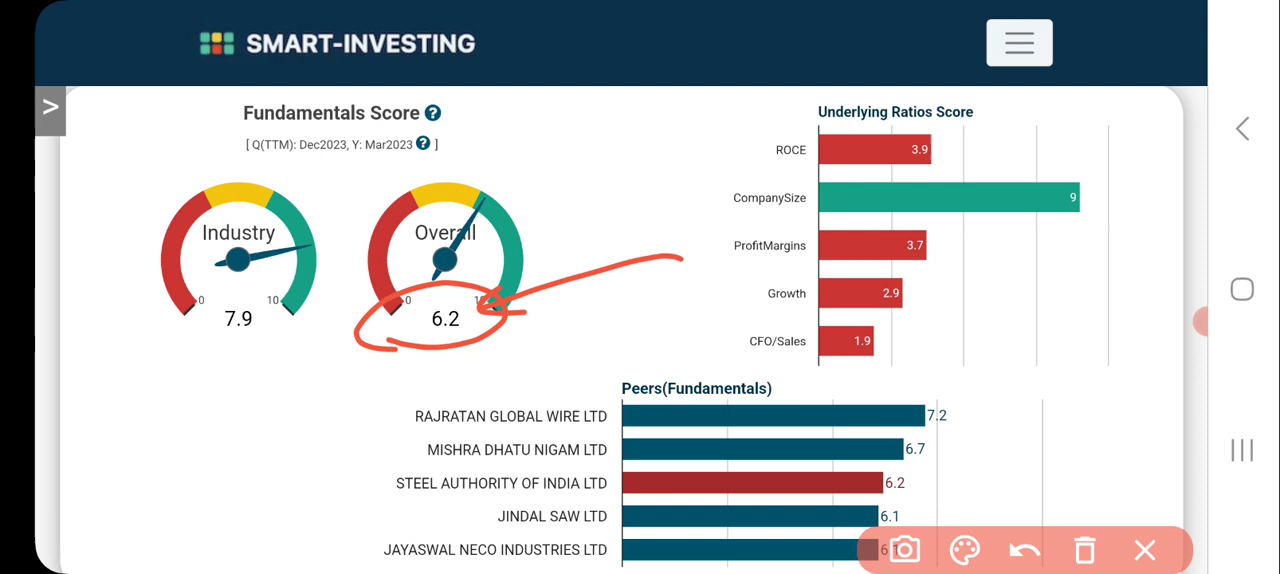 SMART-INVESTING
>
Fundamentals Score ?
[ Q(TTM): Dec2023, Y: Mar2023 ? ]
Industry
0 10
7.9
Overall
0
6.2
Underlying Ratios Score
ROCE 3.9
CompanySize 9
ProfitMargins 3.7
Growth 2.9
CFO/Sales 1.9
Peers(Fundamentals)
RAJRATAN GLOBAL WIRE LTD 7.2
MISHRA DHATU NIGAM LTD 6.7
STEEL AUTHORITY OF INDIA LTD 6.2
JINDAL SAW LTD 6.1
JAYASWAL NECO INDUSTRIES LTD